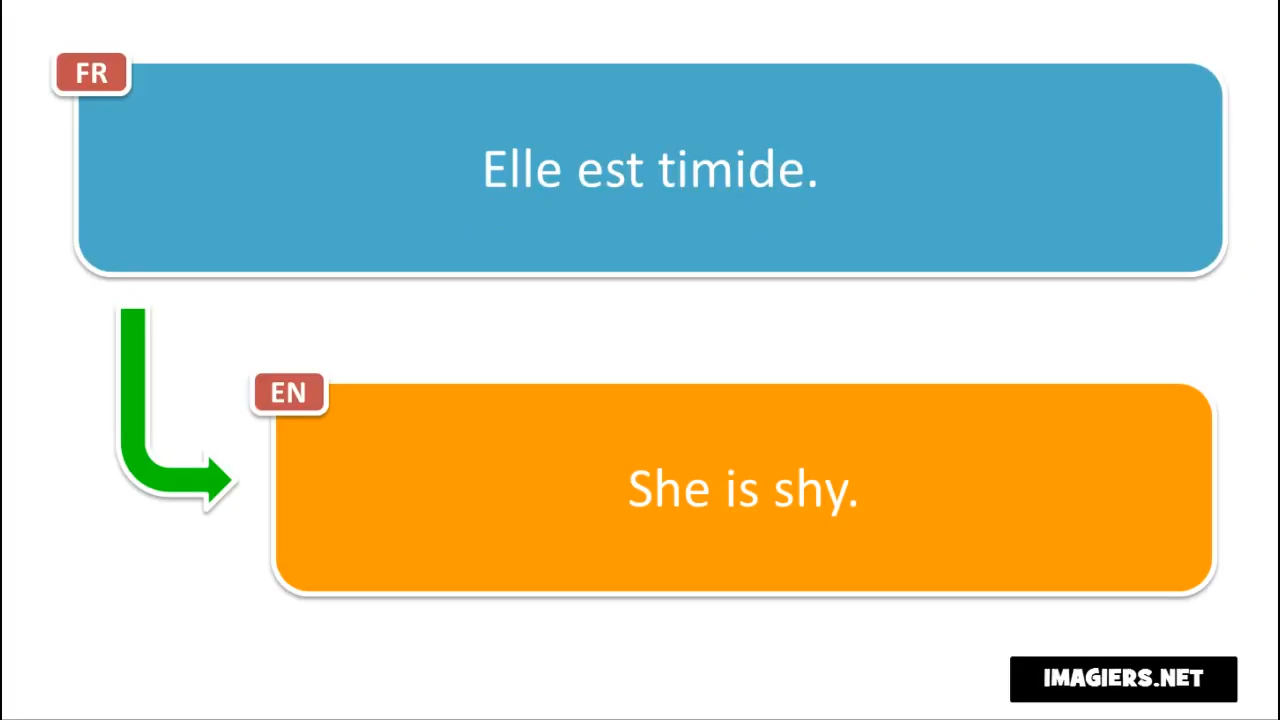 FR
Elle est timide.
EN
She is shy.
IMAGIERS.NET